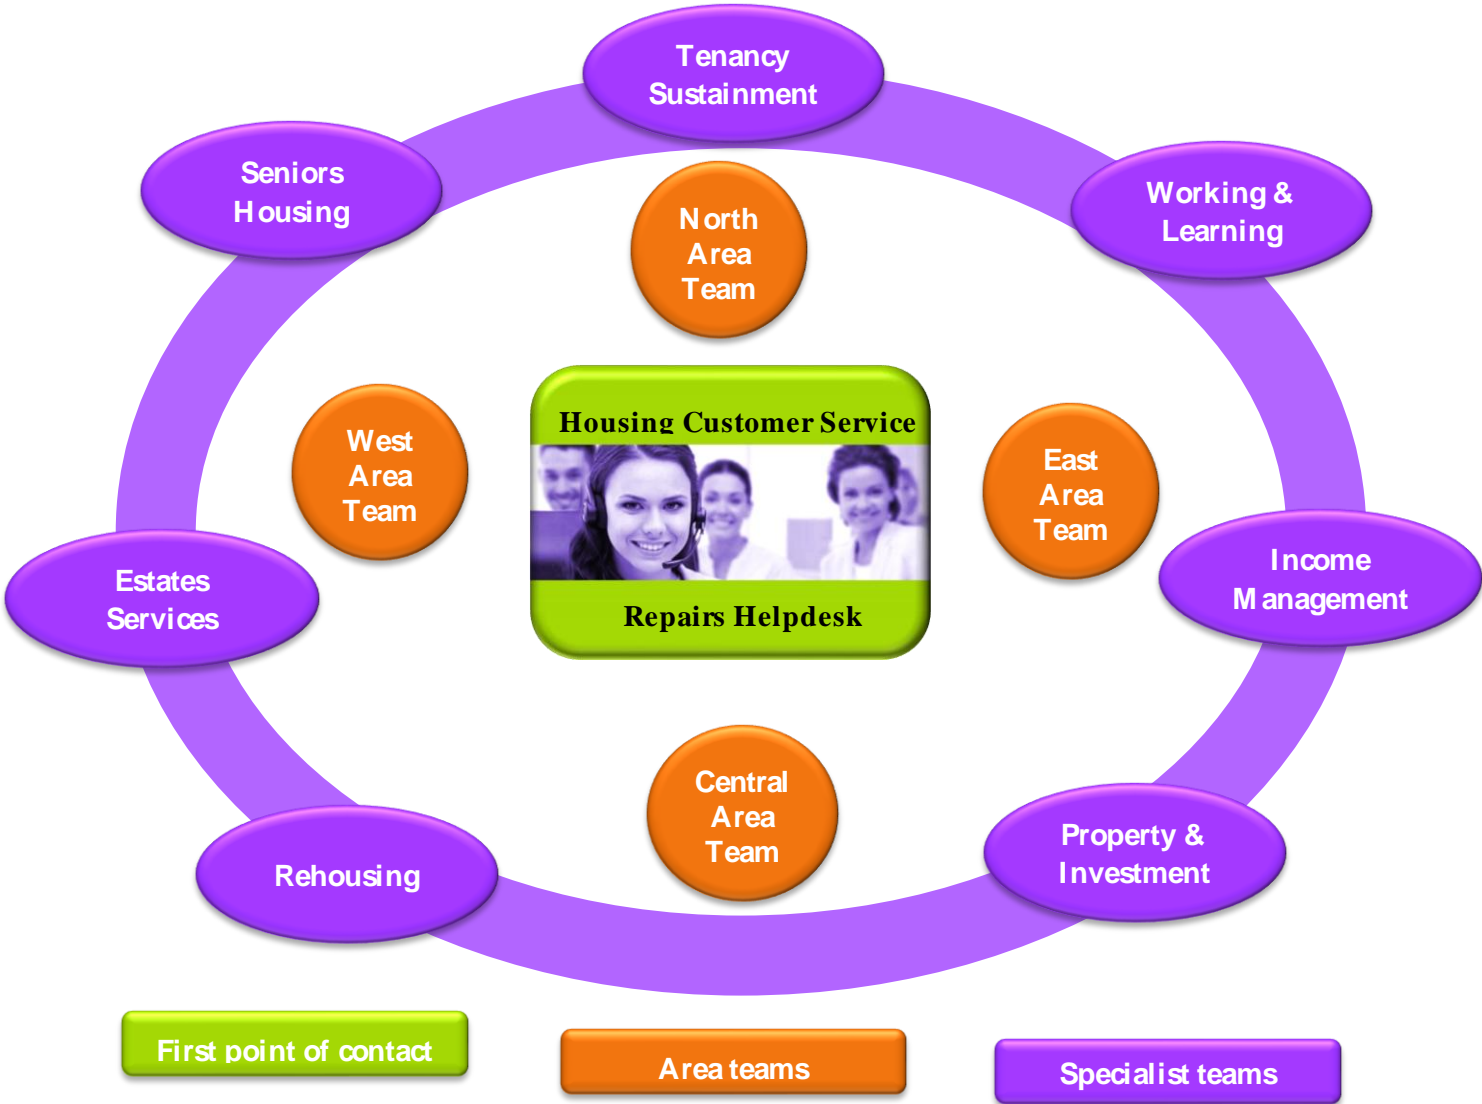 Tenancy
Sustainment
Seniors
Housing
Working &
Learning
North
Area
Team
Housing Customer Service
West
Area
Team
East
Area
Team
Income
Management
Estates
Services
Repairs Helpdesk
Central
Area
Team
Property &
Investment
Rehousing
First point of contact
Area teams
Specialist teams